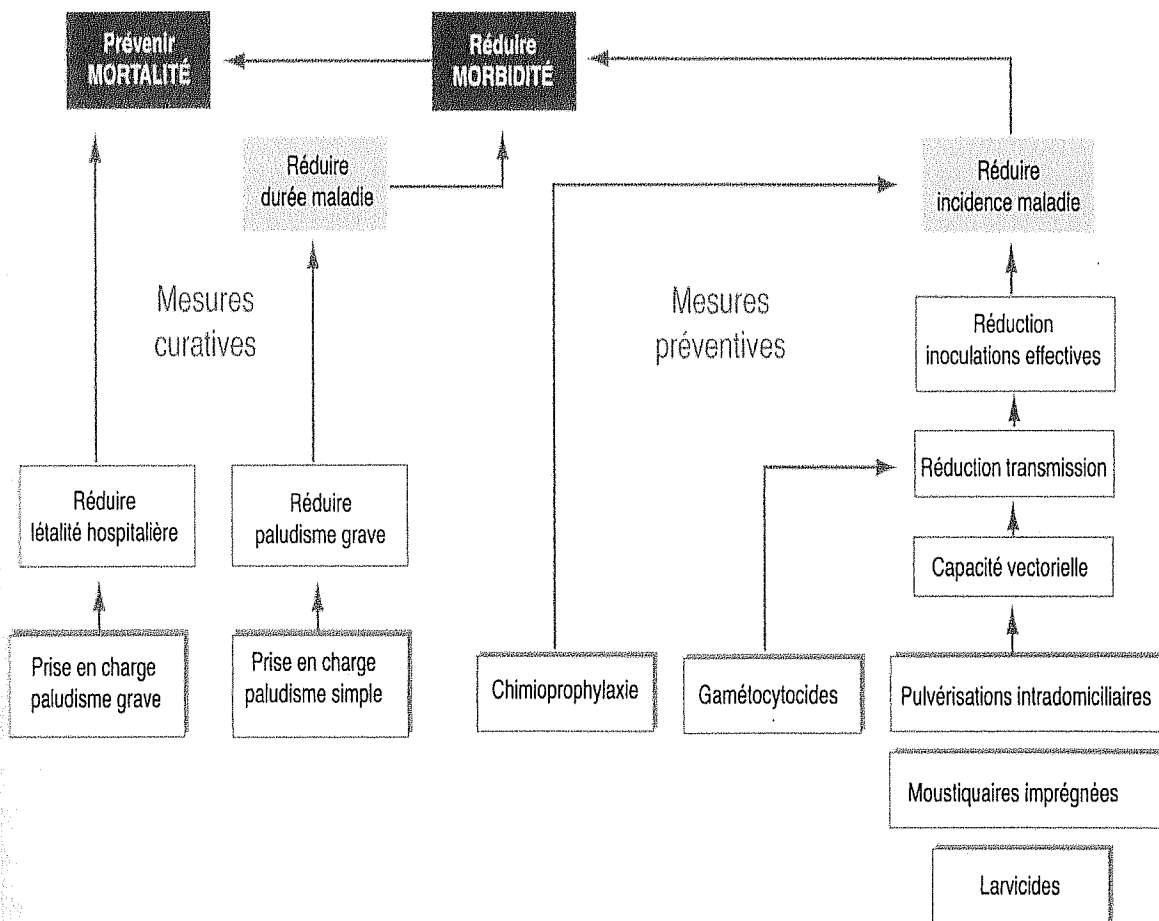 Prévenir
MORTALITÉ
Réduire
MORBIDITÉ
Réduire
durée maladie
Réduire
incidence maladie
Mesures
curatives
Mesures
préventives
Réduction
inoculations effectives
Réduction transmission
Réduire
létalité hospitalière
Réduire
paludisme grave
Capacité vectorielle
Prise en charge
paludisme grave
Prise en charge
paludisme simple
Chimioprophylaxie
Gamétocytocides
Pulvérisations intradomiciliaires
Moustiquaires imprégnées
Larvicides